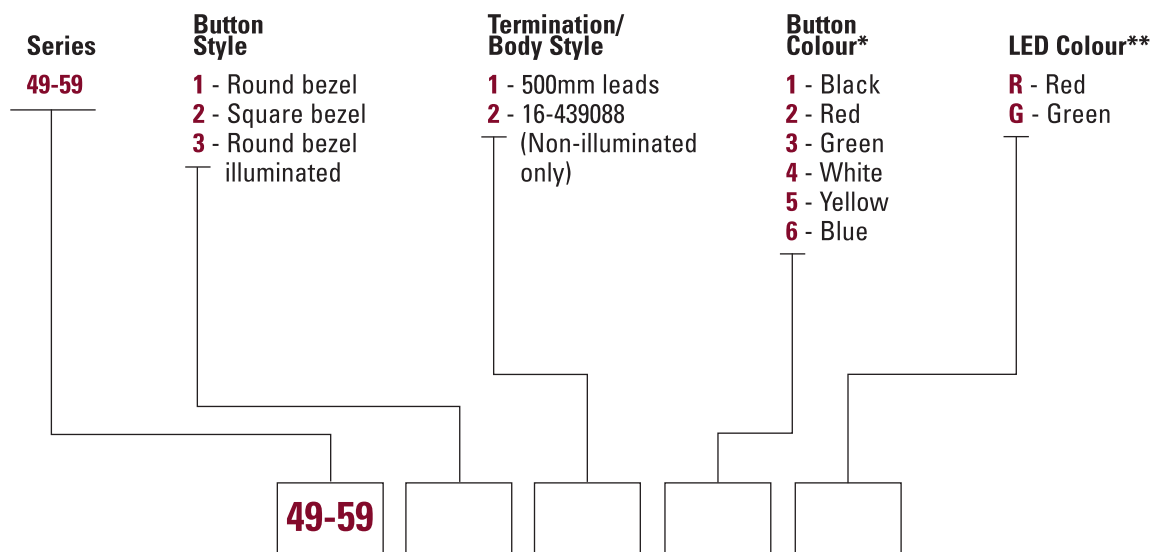 Series
49-59
Button
Style
1 - Round bezel
2 - Square bezel
3 - Round bezel
illuminated
Termination/
Body Style
1 - 500mm leads
2 - 16-439088
(Non-illuminated
only)
Button
Colour*
1 - Black
2 - Red
3 - Green
4 - White
5 - Yellow
6 - Blue
LED Colour**
R - Red
G - Green
49-59